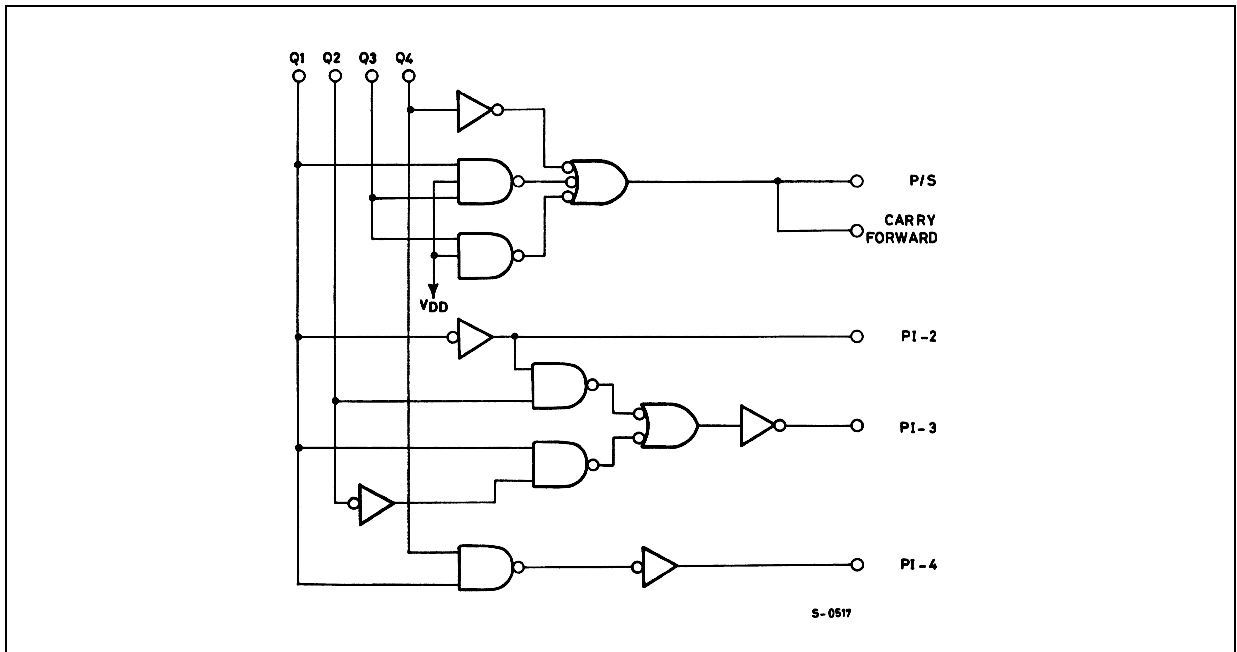 Q1 Q2 Q3 Q4
P/S
CARRY
FORWARD
VDD
PI-2
PI-3
PI-4
S-0517